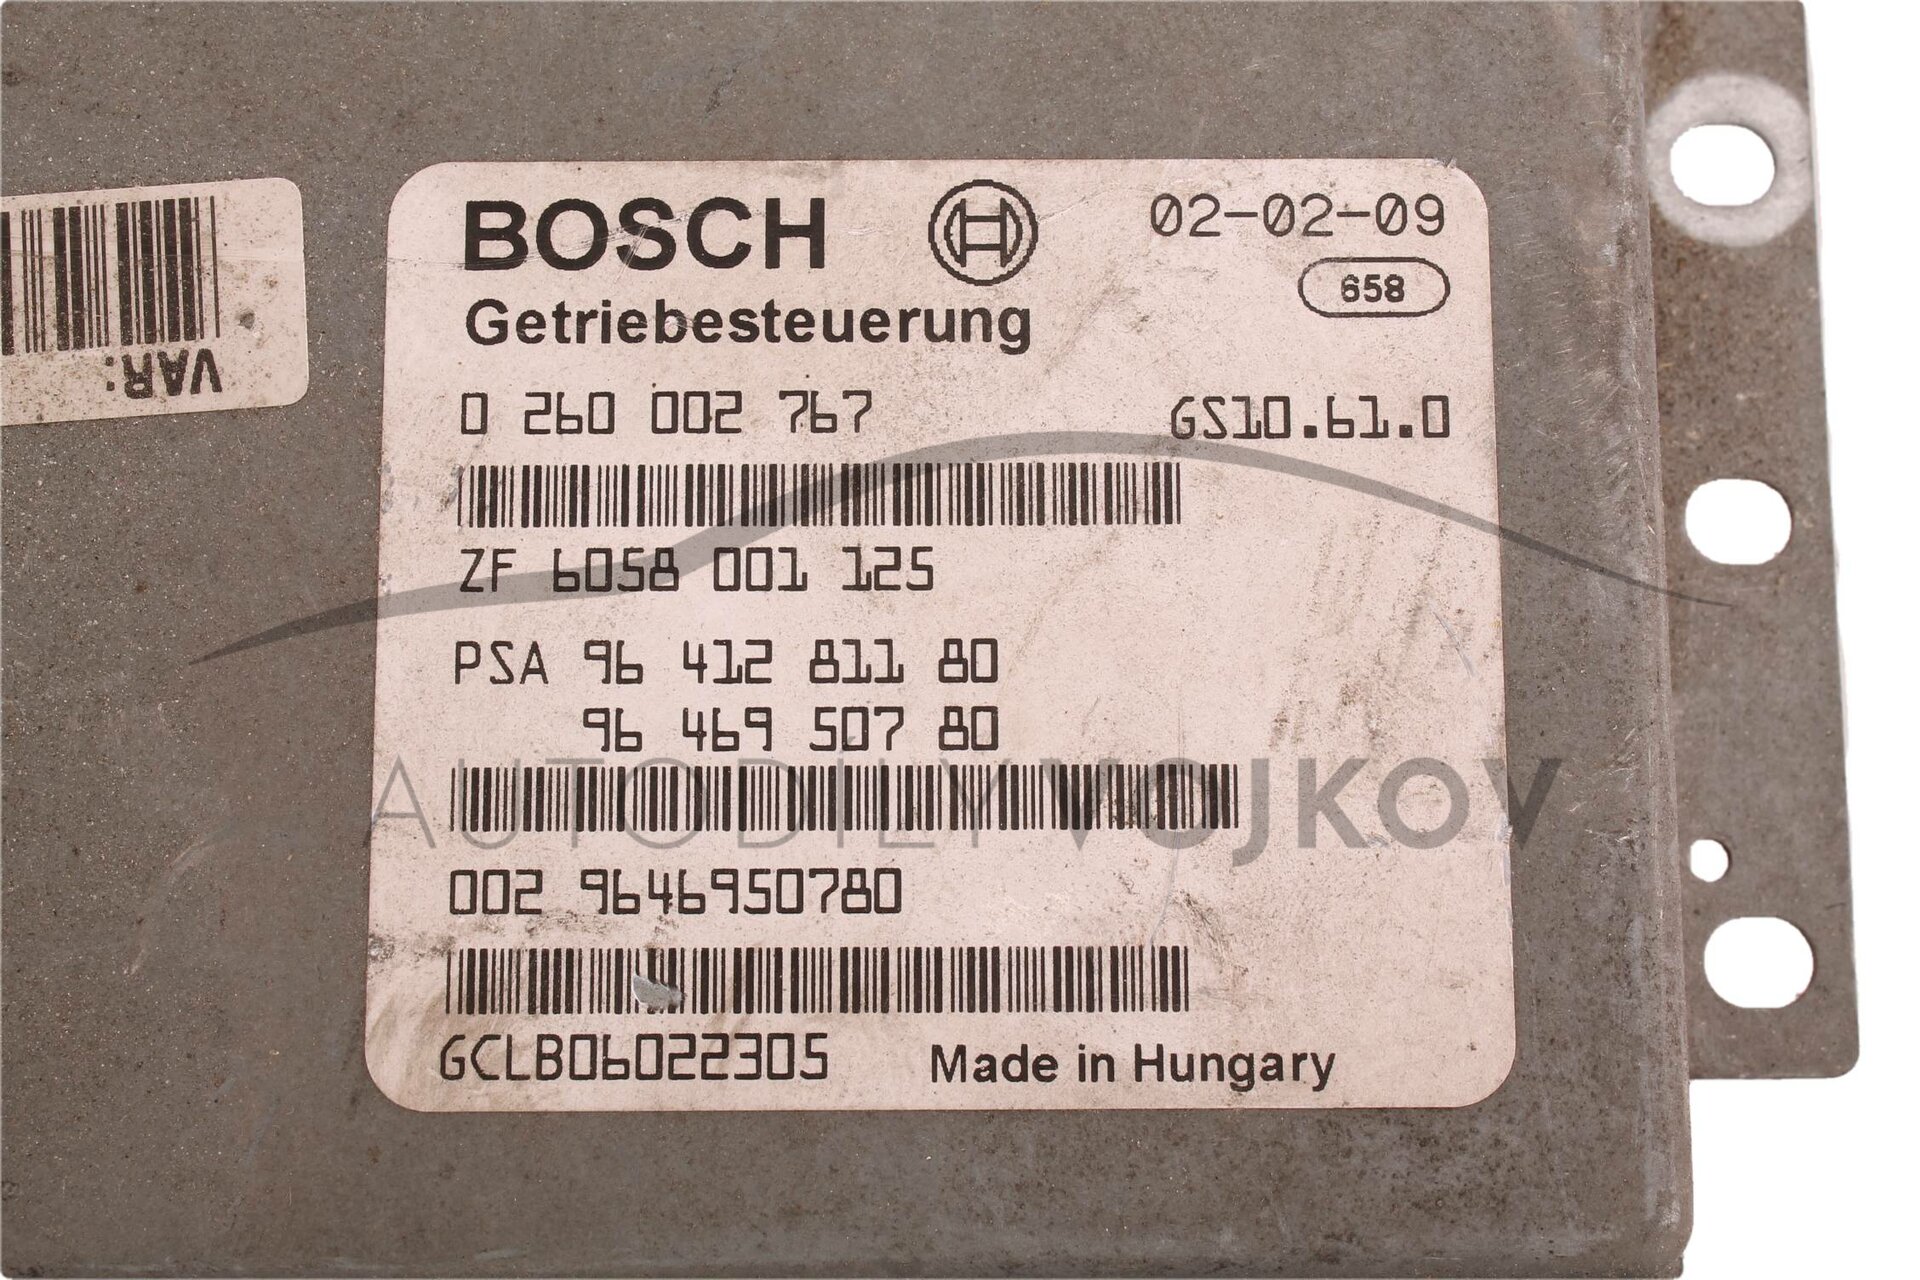 BOSCH 02-02-09
658
Getriebesteuerung
0 260 002 767 GS10.61.0
VAR:
ZF 6058 001 125
PSA 96 412 811 80
96 469 507 80
AUTODÍLY VOJKOV
002 9646950780
GCLB06022305 Made in Hungary